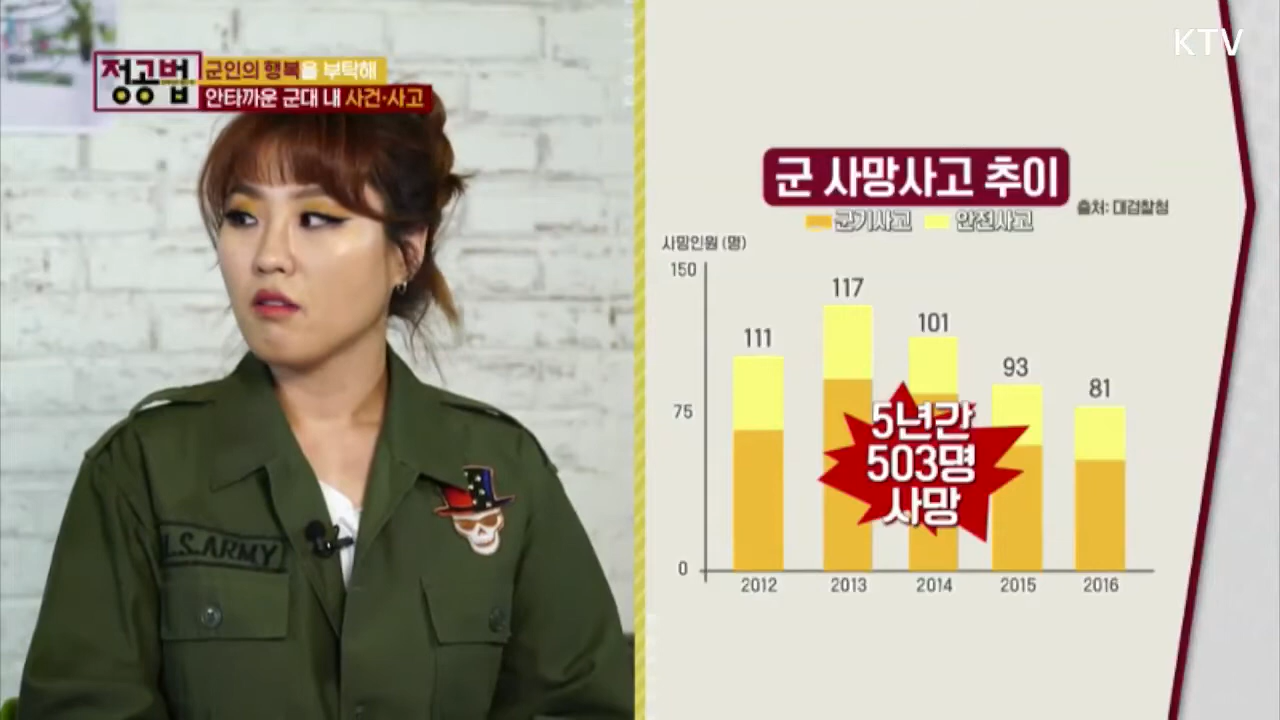 KTV
정공법
군인의 행복을 부탁해
안타까운 군대 내 사건·사고
U.S.ARMY
군 사망사고 추이
출처: 대검찰청
군기사고 안전사고
사망인원 (명)
150
75
0
111
117
101
93
81
5년간
503명
사망
2012 2013 2014 2015 2016